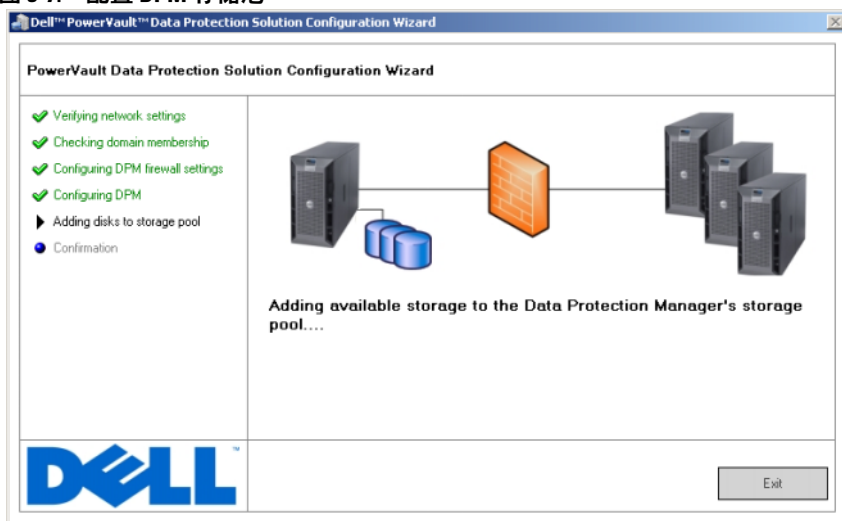 Dell™ PowerVault™ Data Protection Solution Configuration Wizard
PowerVault Data Protection Solution Configuration Wizard
Verifying network settings
Checking domain membership
Configuring DPM firewall settings
Configuring DPM
Adding disks to storage pool
Confirmation
Adding available storage to the Data Protection Manager's storage
pool....
DELL™
Exit